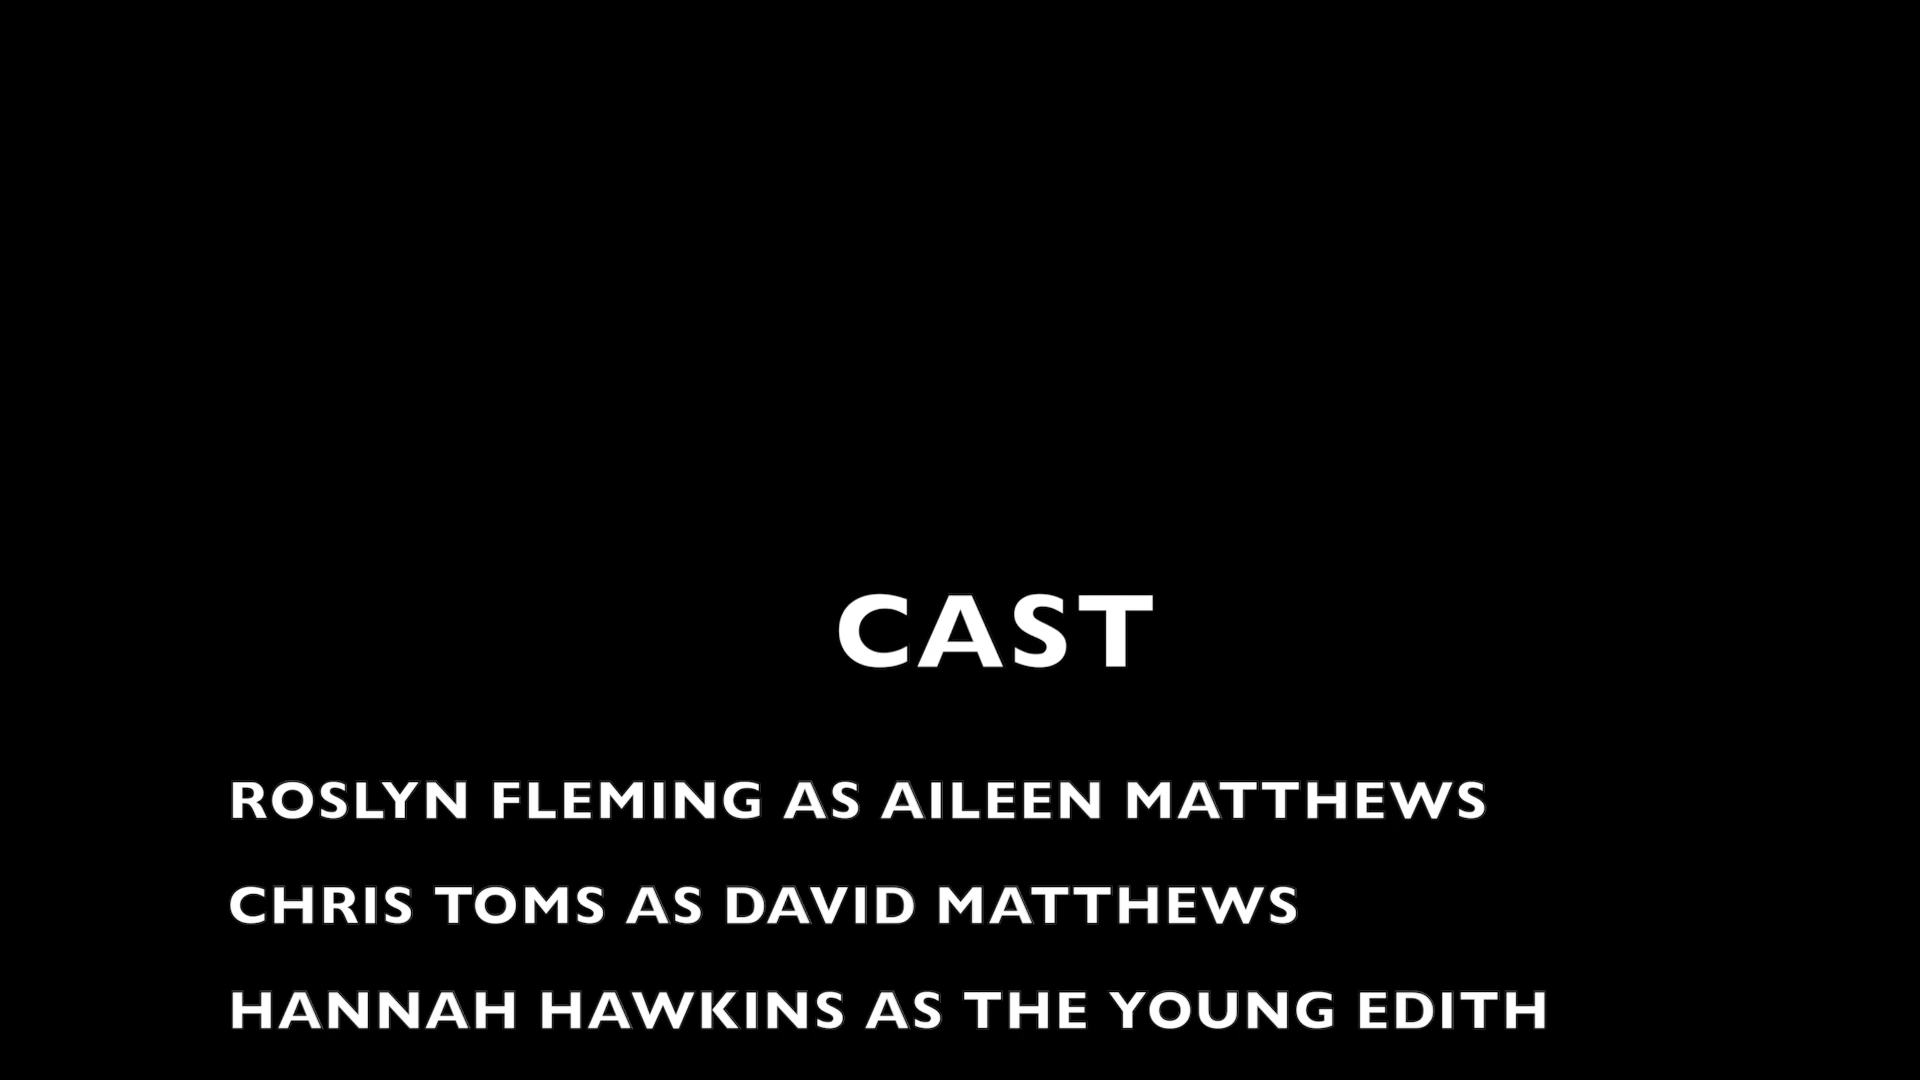 CAST
ROSLYN FLEMING AS AILEEN MATTHEWS
CHRIS TOMS AS DAVID MATTHEWS
HANNAH HAWKINS AS THE YOUNG EDITH